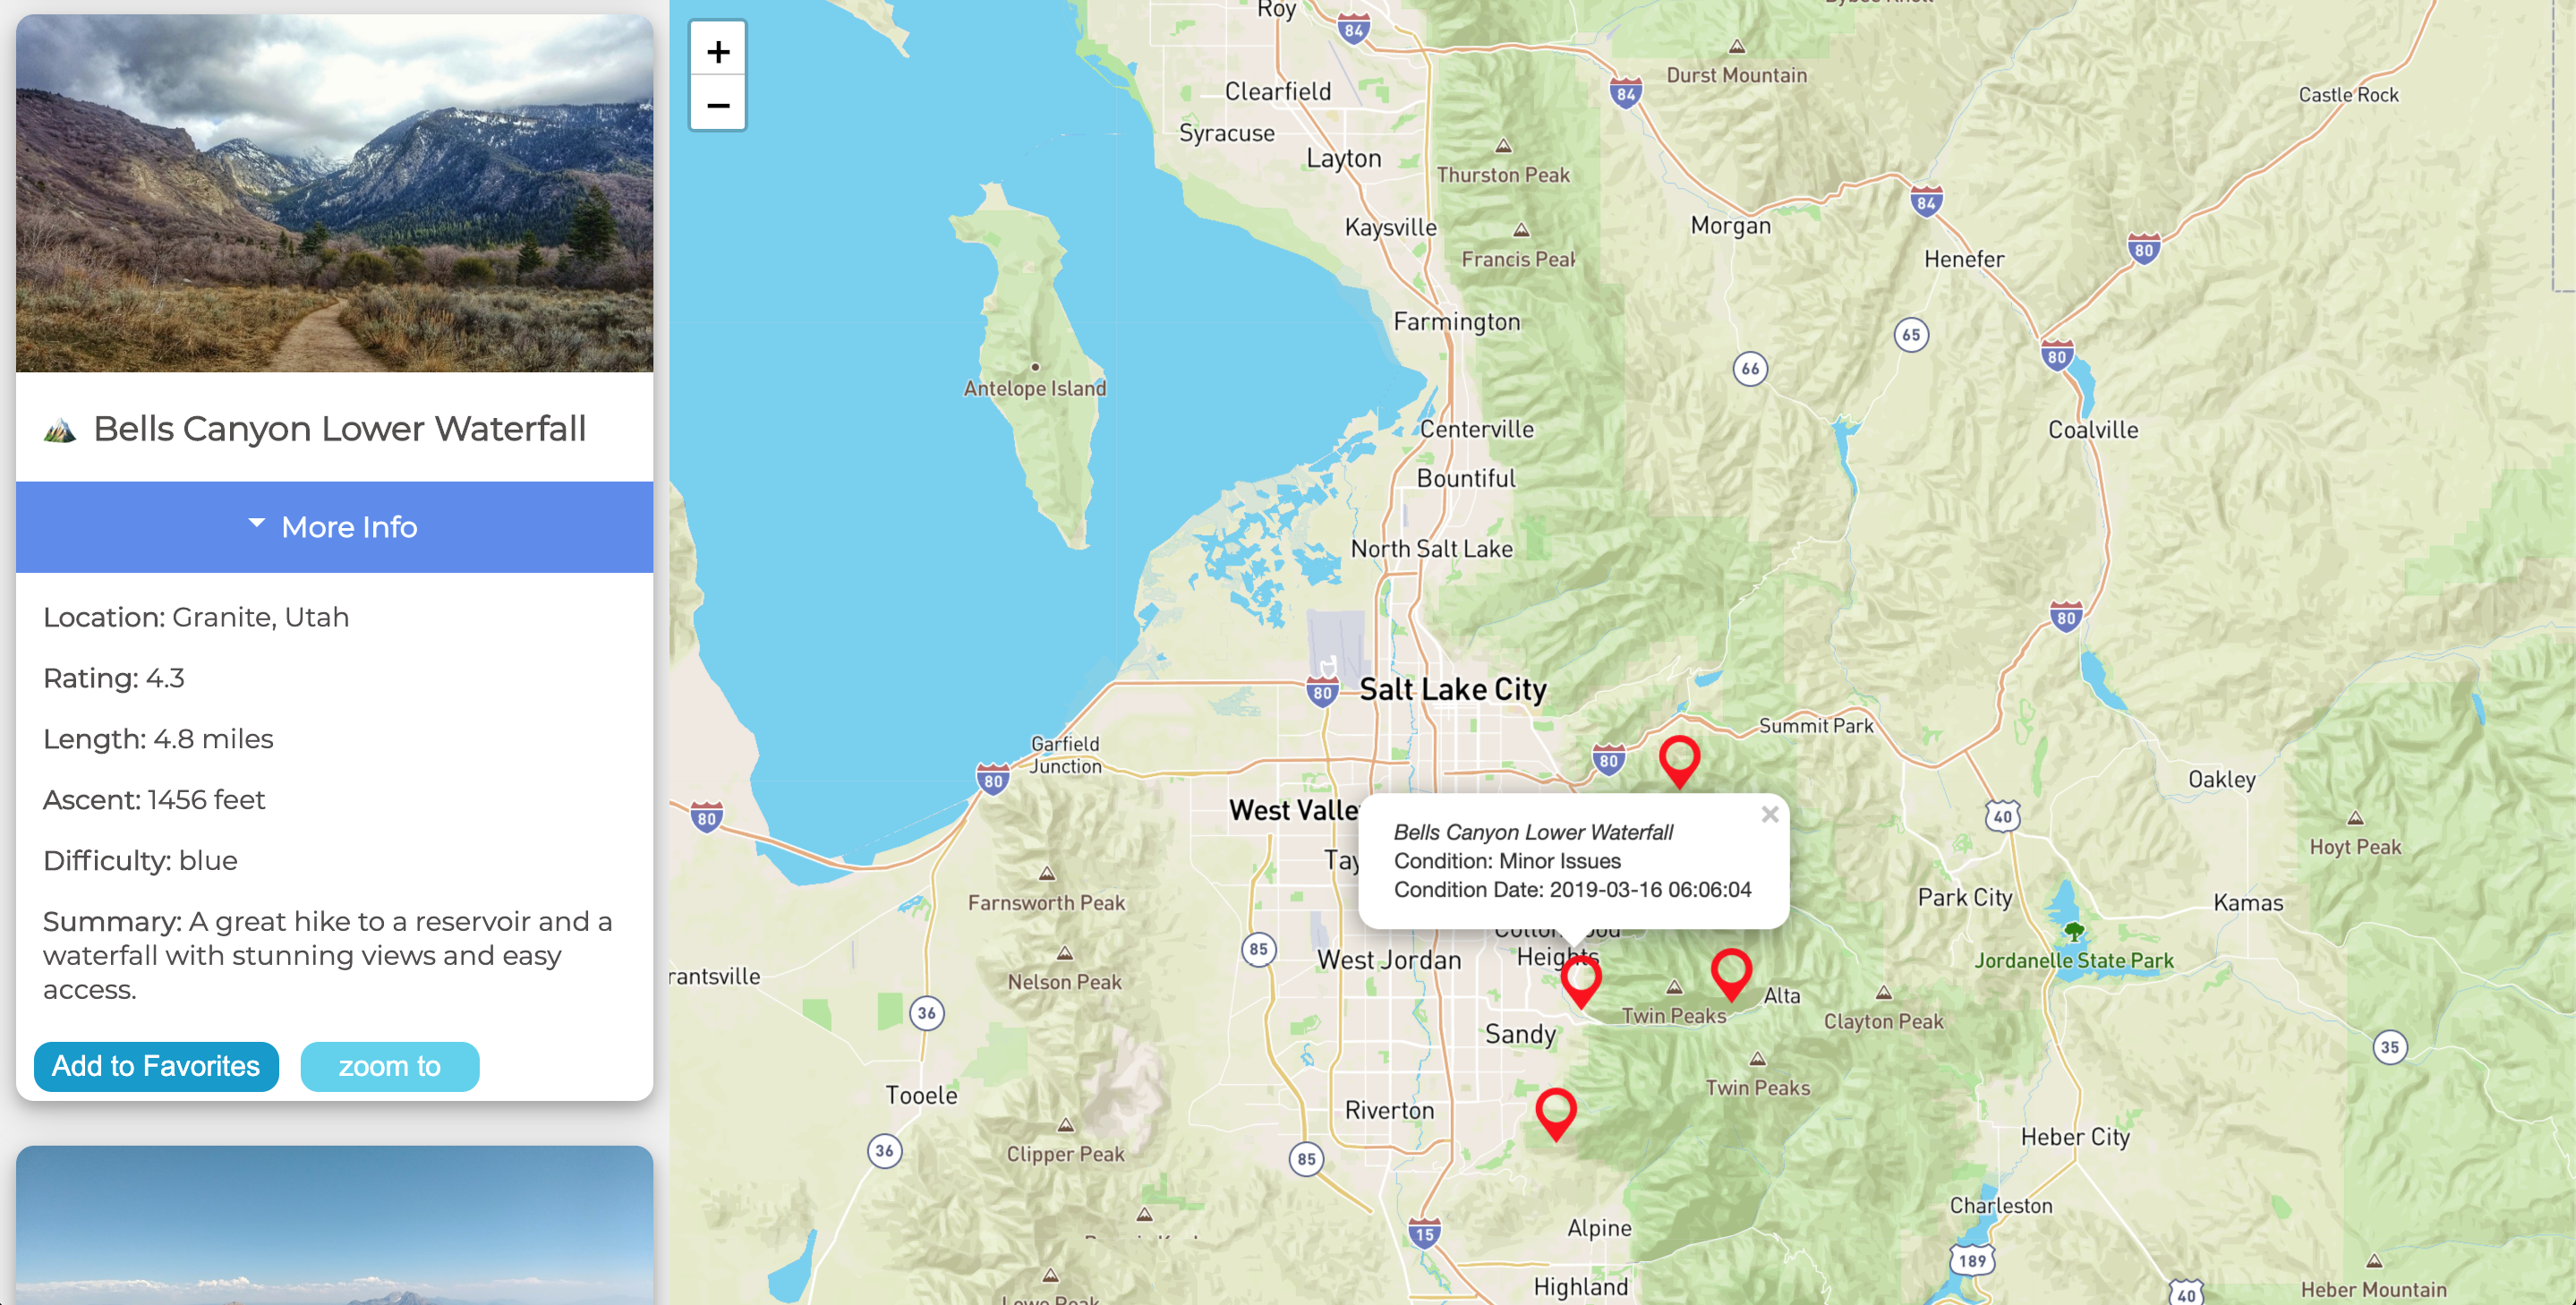 Bells Canyon Lower Waterfall
More Info
Location: Granite, Utah
Rating: 4.3
Length: 4.8 miles
Ascent: 1456 feet
Difficulty: blue
Summary: A great hike to a reservoir and a
waterfall with stunning views and easy
access.
Add to Favorites
zoom to
+
−
Roy
84
Durst Mountain
Clearfield
84
Castle Rock
Syracuse
Layton
Thurston Peak
84
Kaysville
Morgan
80
Francis Peak
Henefer
Farmington
65
80
66
Antelope Island
Centerville
Coalville
Bountiful
North Salt Lake
80
80
Salt Lake City
Summit Park
Garfield
Junction
80
80
80
Oakley
40
West Valle
Hoyt Peak
Bells Canyon Lower Waterfall
Condition: Minor Issues
Condition Date: 2019-03-16 06:06:04
×
Tay
Farnsworth Peak
Park City
Kamas
85
West Jordan
Heights
Jordanelle State Park
rantsville
Nelson Peak
Alta
36
Twin Peaks
Clayton Peak
Sandy
35
Twin Peaks
Tooele
Riverton
Heber City
36
Clipper Peak
85
Charleston
Alpine
15
189
Highland
Heber Mountain
40
Lowe Peak